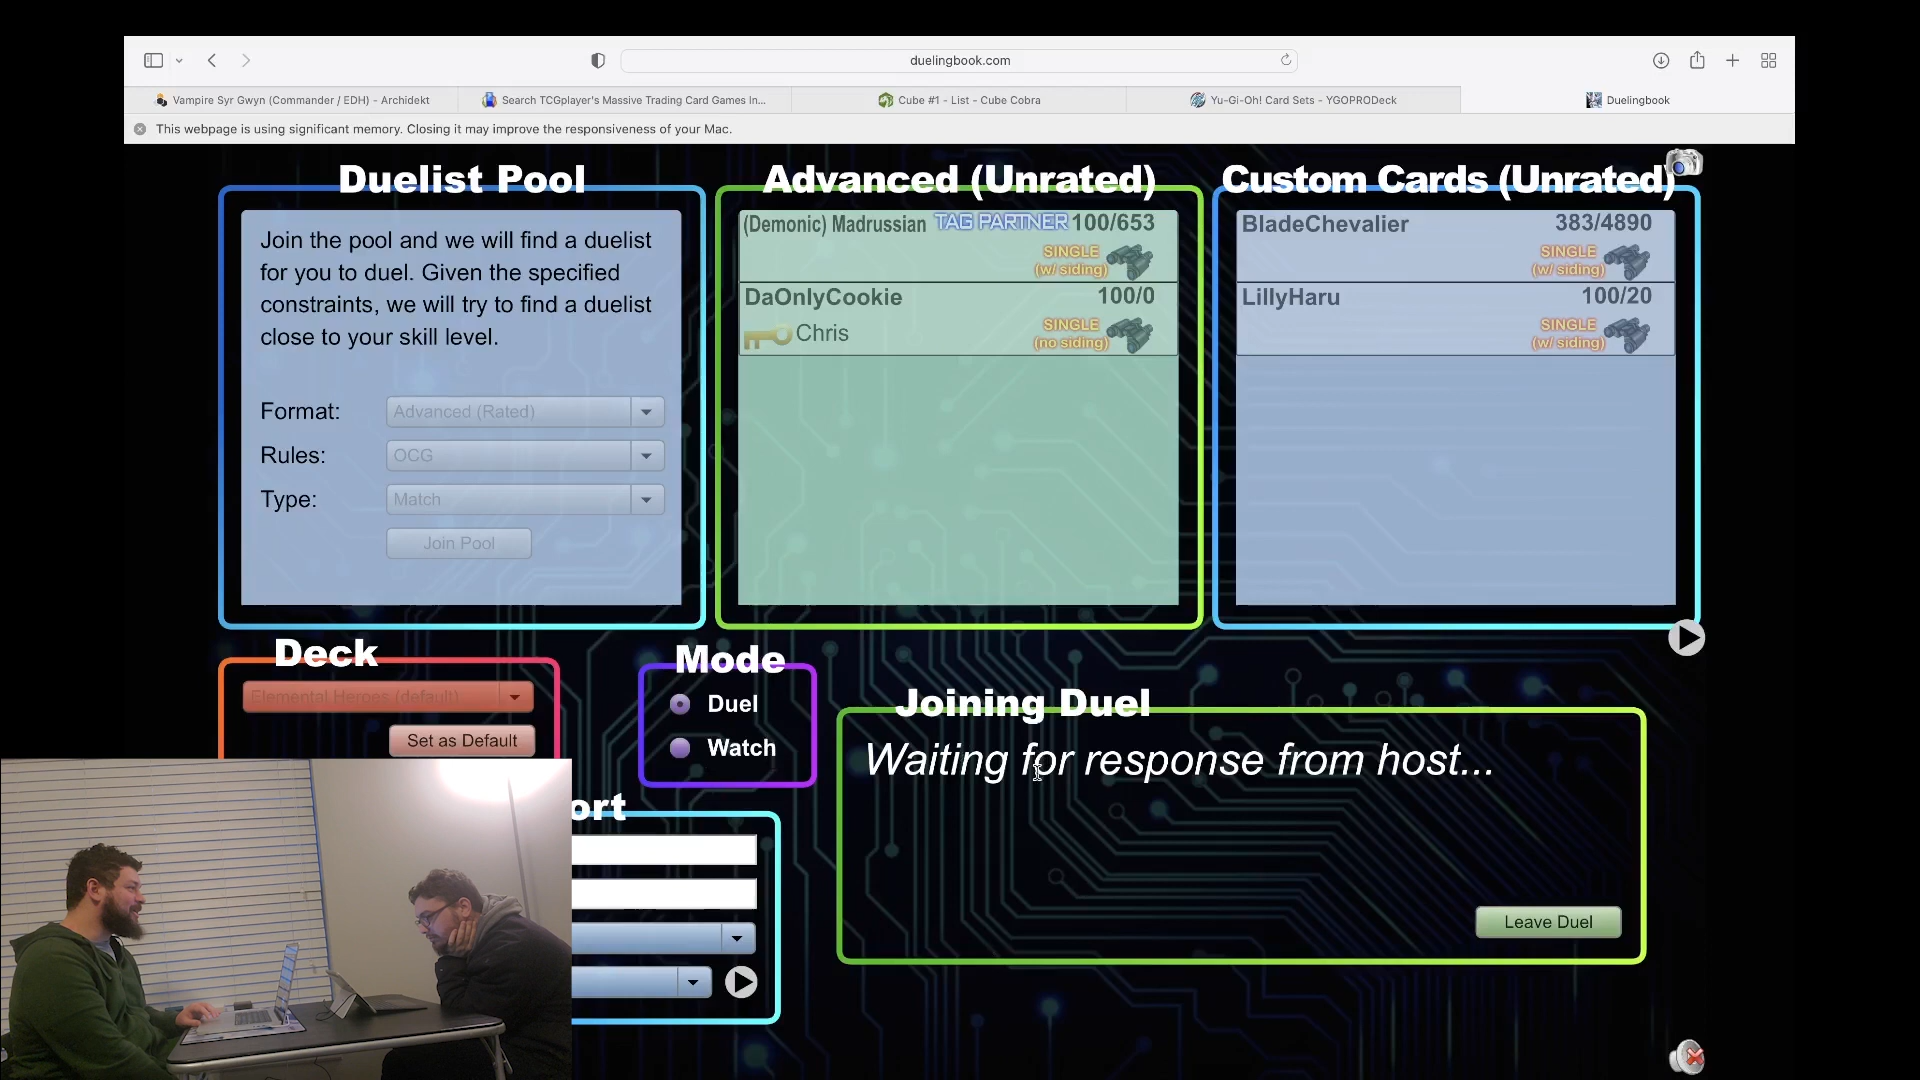 duelingbook.com
Vampire Syr Gwyn (Commander / EDH) - Archidekt
Search TCGplayer's Massive Trading Card Games In...
Cube #1 - List - Cube Cobra
Yu-Gi-Oh! Card Sets - YGOPRODeck
Duelingbook
This webpage is using significant memory. Closing it may improve the responsiveness of your Mac.
Duelist Pool
Join the pool and we will find a duelist
for you to duel. Given the specified
constraints, we will try to find a duelist
close to your skill level.
Format: Advanced (Rated)
Rules: OCG
Type: Match
Join Pool
Advanced (Unrated)
(Demonic) Madrussian TAG PARTNER 100/653
SINGLE
(w/ siding)
DaOnlyCookie 100/0
Chris
SINGLE
(no siding)
Custom Cards (Unrated)
BladeChevalier 383/4890
SINGLE
(w/ siding)
LillyHaru 100/20
SINGLE
(w/ siding)
Deck
Elemental Heroes (default)
Set as Default
Mode
Duel
Watch
ort
Joining Duel
Waiting for response from host...
Leave Duel